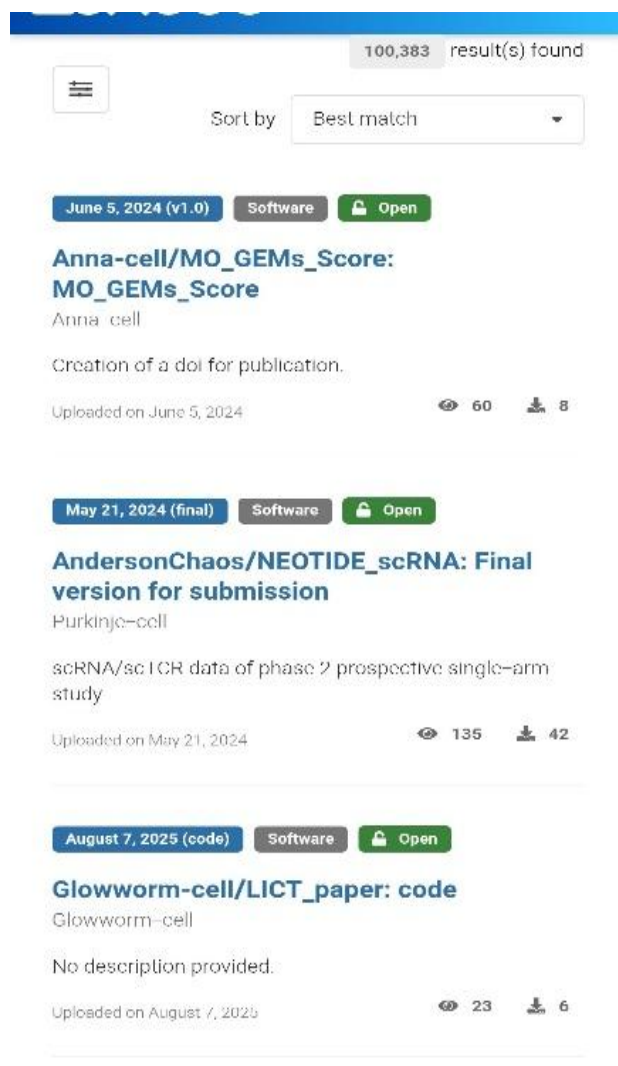 100,383 result(s) found
Sort by Best match
June 5, 2024 (v1.0) Software Open
Anna-cell/MO_GEMs_Score:
MO_GEMs_Score
Anna-cell
Creation of a doi for publication.
Uploaded on June 5, 2024 60 8
May 21, 2024 (final) Software Open
AndersonChaos/NEOTIDE_scRNA: Final
version for submission
Purkinje-cell
scRNA/scTCR data of phase 2 prospective single-arm
study
Uploaded on May 21, 2024 135 42
August 7, 2025 (code) Software Open
Glowworm-cell/LICT_paper: code
Glowworm-cell
No description provided.
Uploaded on August 7, 2025 23 6